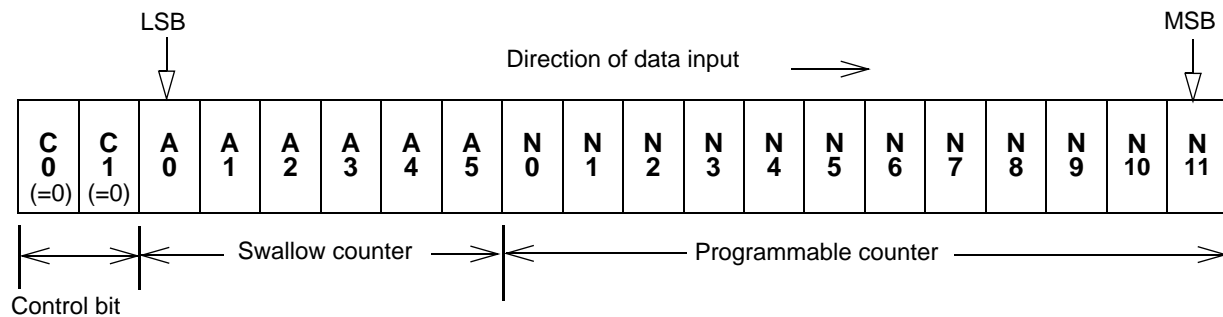 LSB
MSB
Direction of data input
C 0 (=0) C 1 (=0) A 0 A 1 A 2 A 3 A 4 A 5 N 0 N 1 N 2 N 3 N 4 N 5 N 6 N 7 N 8 N 9 N 10 N 11
Swallow counter
Programmable counter
Control bit